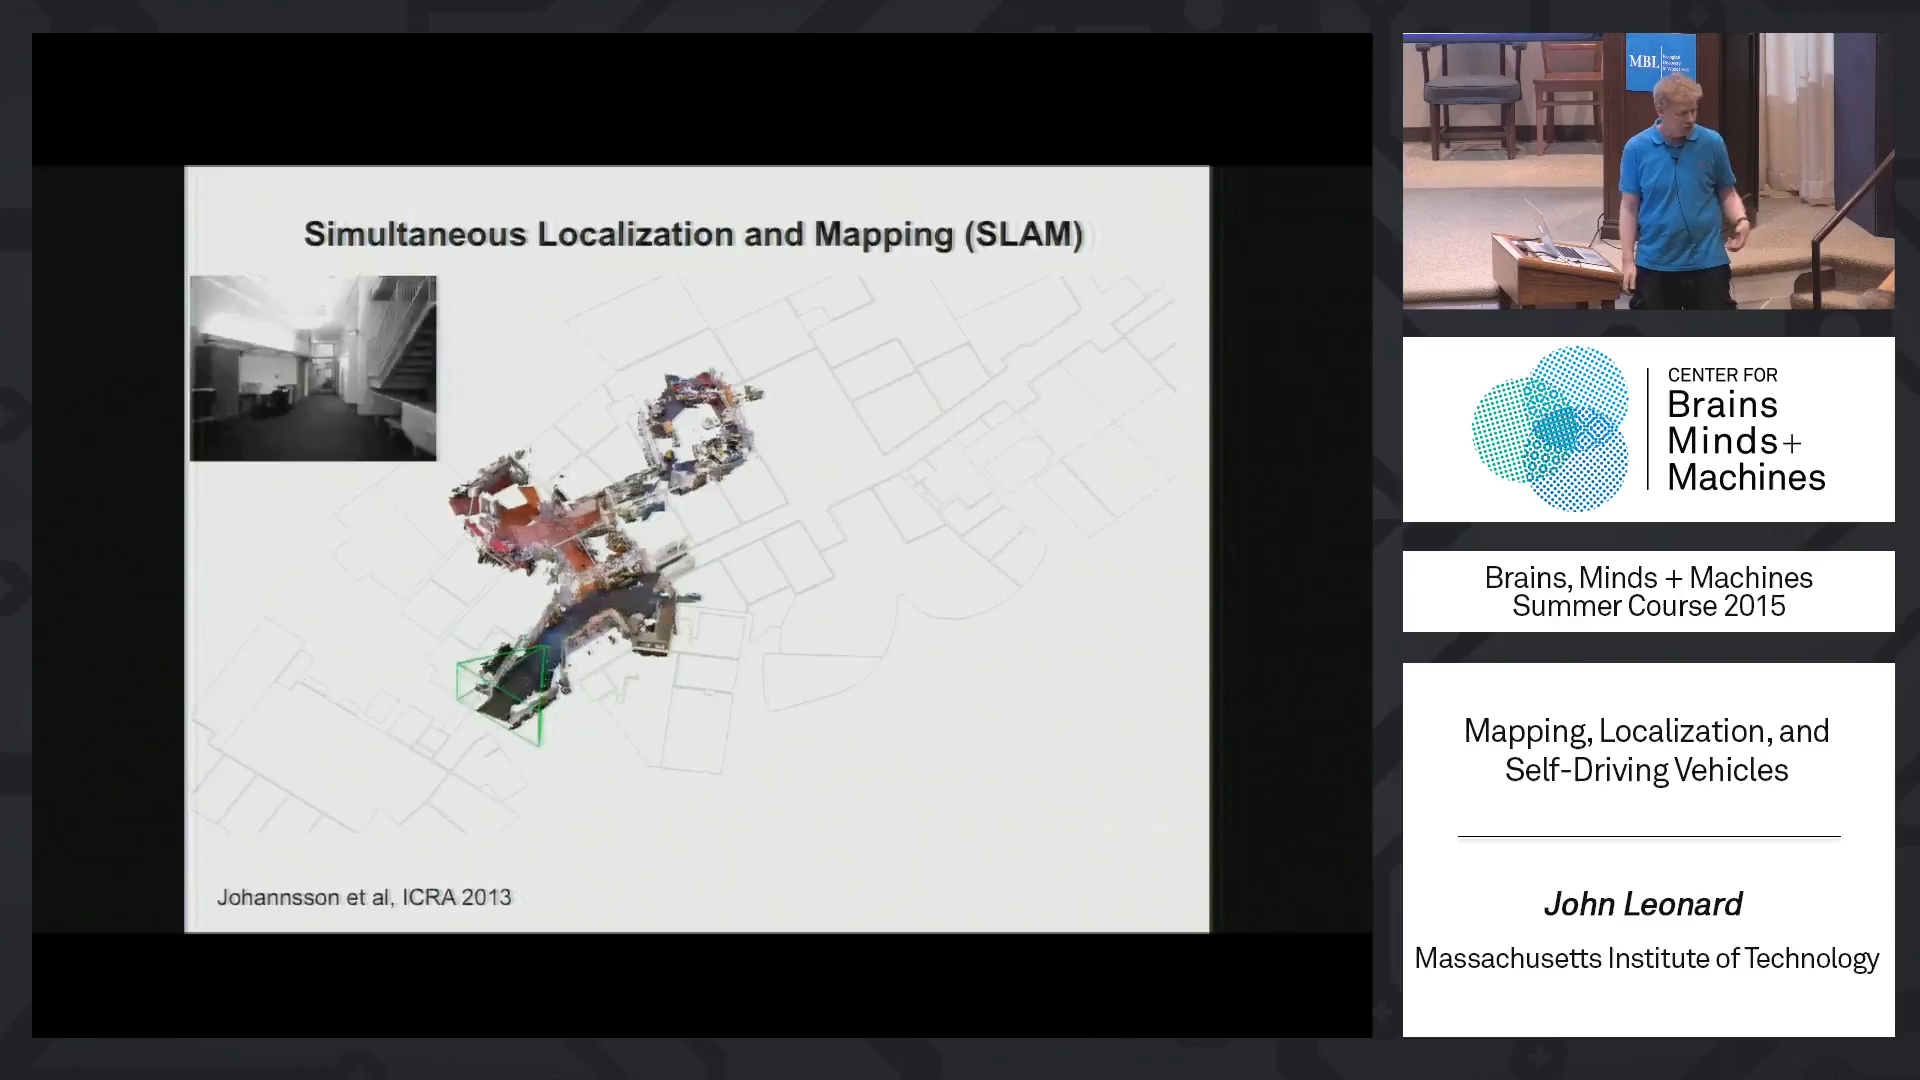 Simultaneous Localization and Mapping (SLAM)
Johannsson et al, ICRA 2013
MBL
CENTER FOR
Brains
Minds+
Machines
Brains, Minds + Machines
Summer Course 2015
Mapping, Localization, and
Self-Driving Vehicles
John Leonard
Massachusetts Institute of Technology